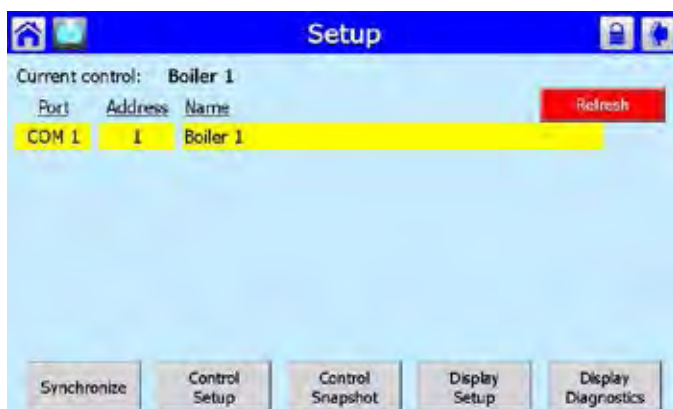 Setup
Current control: Boiler 1
Port Address Name
Refresh
COM 1 1 Boiler 1
Synchronize
Control
Setup
Control
Snapshot
Display
Setup
Display
Diagnostics